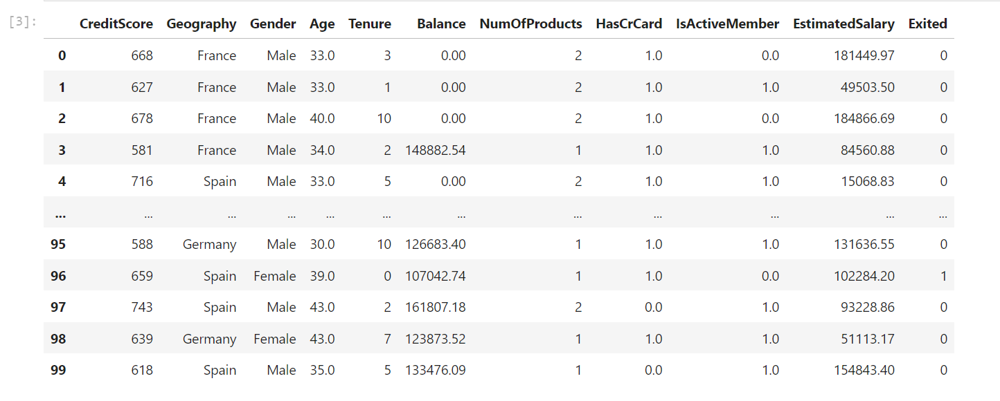 [3]:
CreditScore Geography Gender Age Tenure Balance NumOfProducts HasCrCard IsActiveMember EstimatedSalary Exited
0 668 France Male 33.0 3 0.00 2 1.0 0.0 181449.97 0
1 627 France Male 33.0 1 0.00 2 1.0 1.0 49503.50 0
2 678 France Male 40.0 10 0.00 2 1.0 0.0 184866.69 0
3 581 France Male 34.0 2 148882.54 1 1.0 1.0 84560.88 0
4 716 Spain Male 33.0 5 0.00 2 1.0 1.0 15068.83 0
... ... ... ... ... ... ... ... ... ... ... ...
95 588 Germany Male 30.0 10 126683.40 1 1.0 1.0 131636.55 0
96 659 Spain Female 39.0 0 107042.74 1 1.0 0.0 102284.20 1
97 743 Spain Male 43.0 2 161807.18 2 0.0 1.0 93228.86 0
98 639 Germany Female 43.0 7 123873.52 1 1.0 1.0 51113.17 0
99 618 Spain Male 35.0 5 133476.09 1 0.0 1.0 154843.40 0